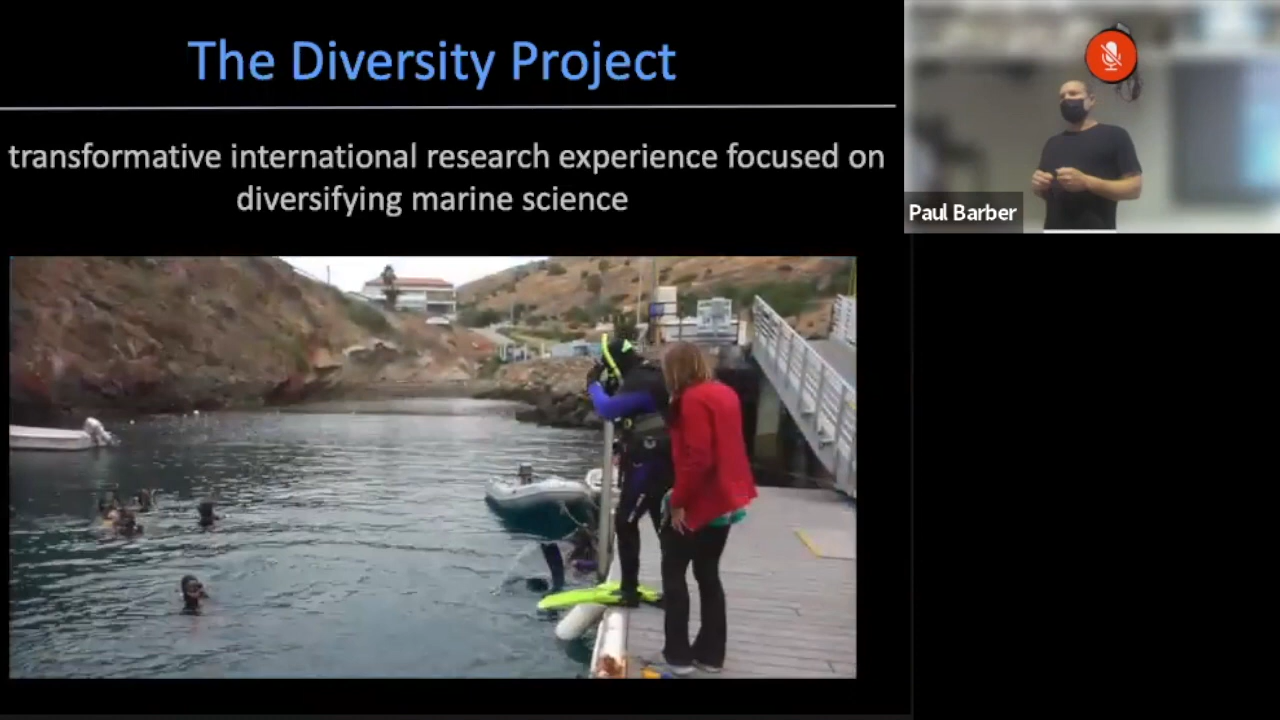 The Diversity Project
transformative international research experience focused on
diversifying marine science
Paul Barber